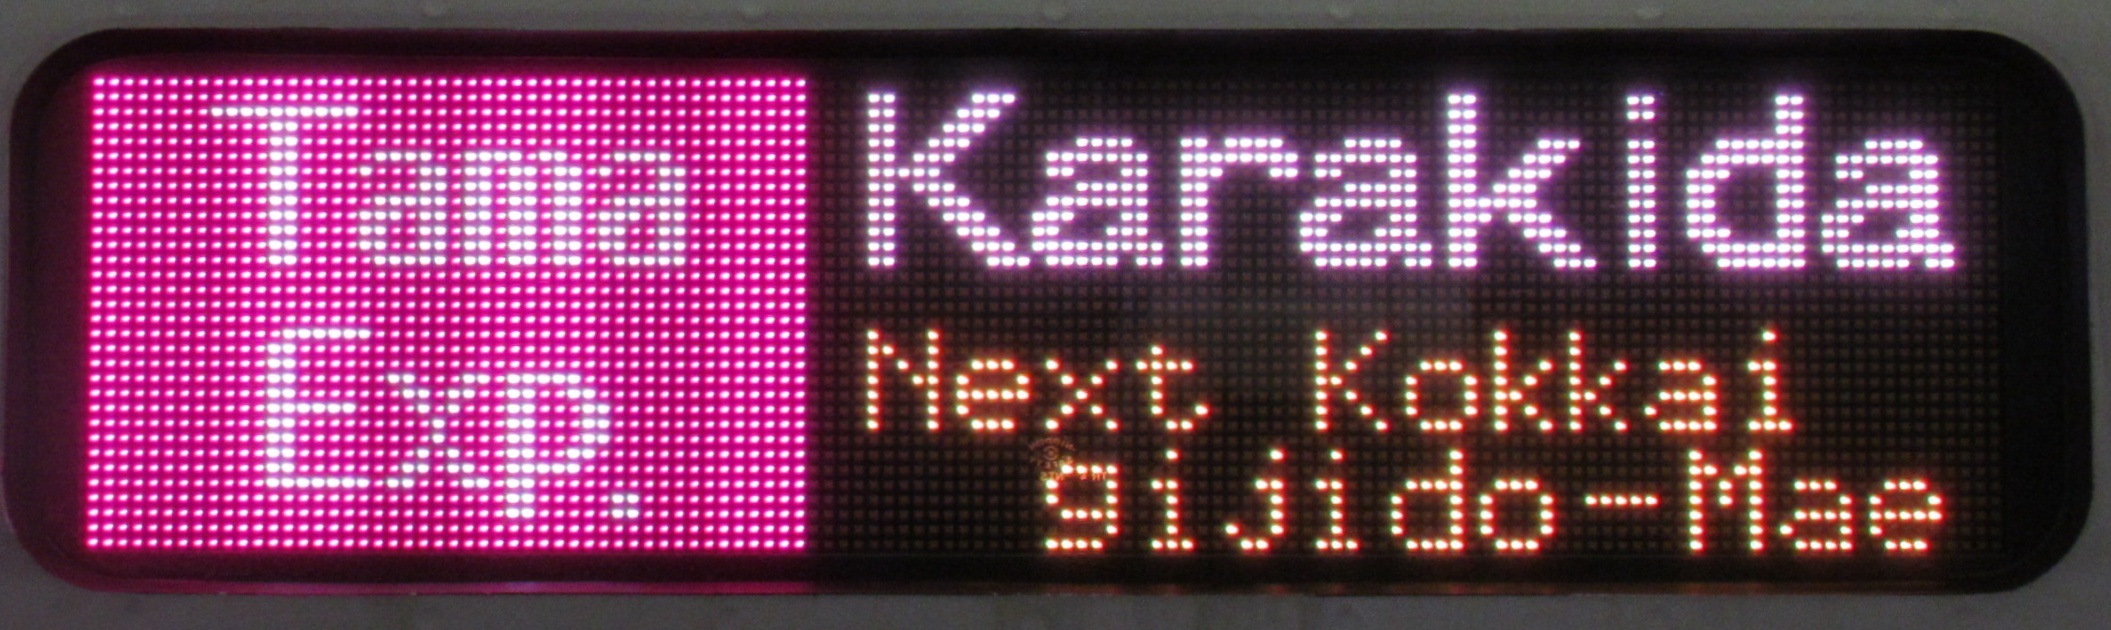 Tama
Exp.
Karakida
Next Kokkai
gijido-Mae